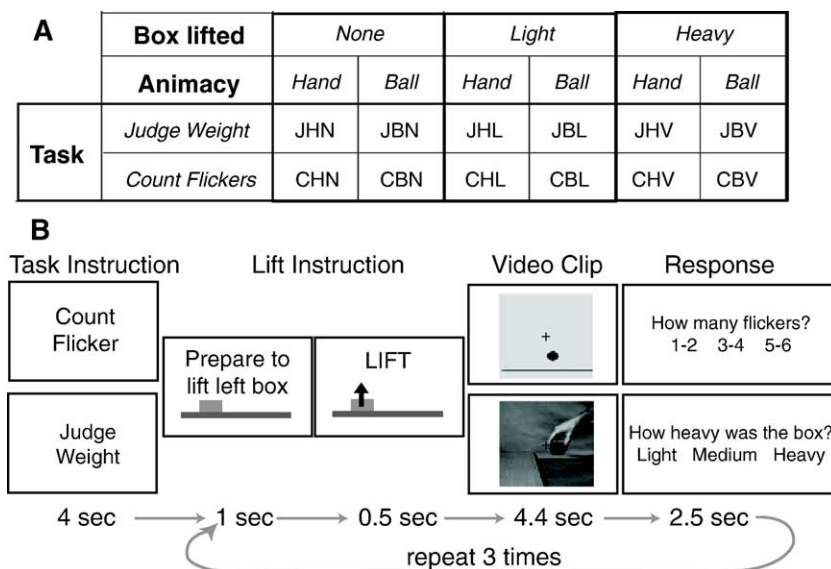 A
Box lifted None Light Heavy
Animacy Hand Ball Hand Ball Hand Ball
Task
Judge Weight JHN JBN JHL JBL JHV JBV
Count Flickers CHN CBN CHL CBL CHV CBV
B
Task Instruction Lift Instruction Video Clip Response
Count
Flicker
Judge
Weight
Prepare to
lift left box
LIFT
How many flickers?
1-2 3-4 5-6
How heavy was the box?
Light Medium Heavy
4 sec 1 sec 0.5 sec 4.4 sec 2.5 sec
repeat 3 times